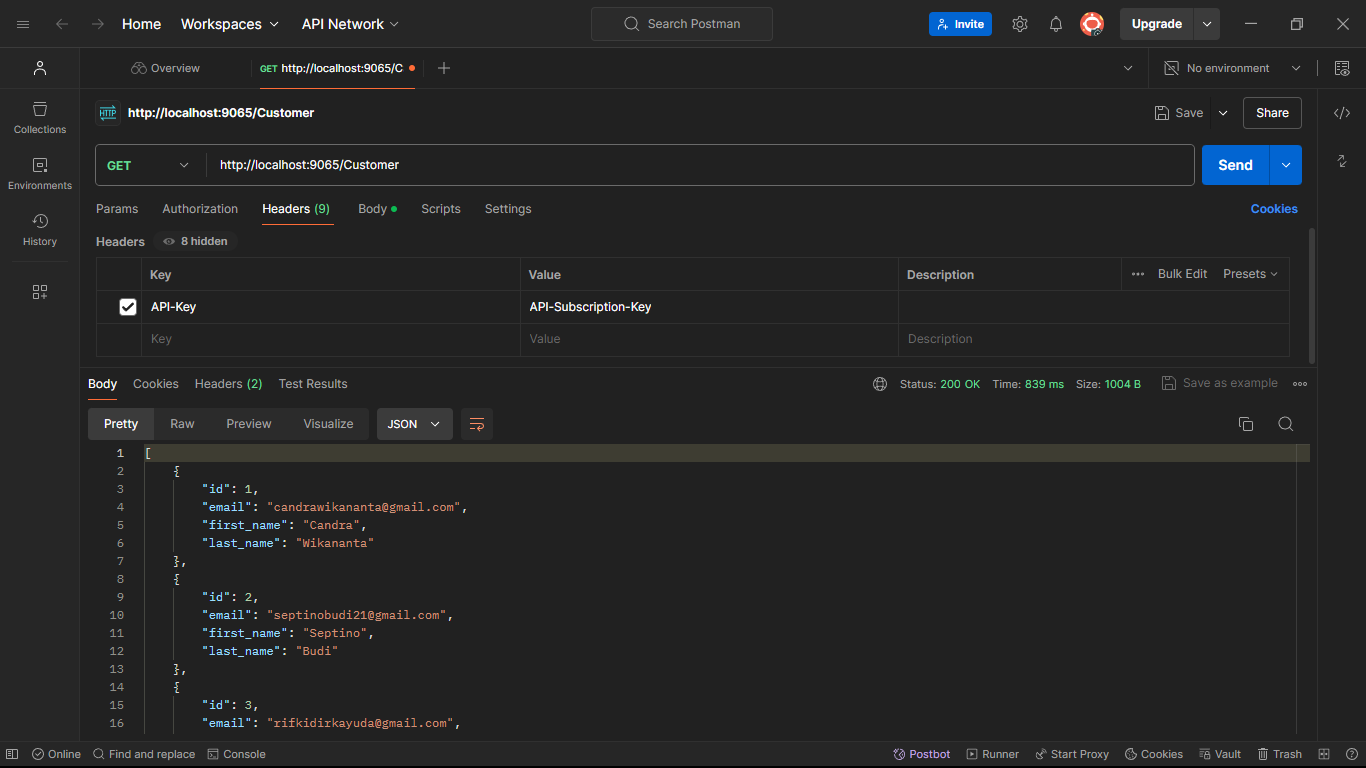 Home Workspaces API Network Search Postman Invite Upgrade
Overview GET http://localhost:9065/C No environment
HTTP http://localhost:9065/Customer Save Share
GET http://localhost:9065/Customer Send
Collections
Environments
History
Params Authorization Headers (9) Body Scripts Settings Cookies
Headers 8 hidden
Key Value Description Bulk Edit Presets
API-Key API-Subscription-Key
Key Value Description
Body Cookies Headers (2) Test Results Status: 200 OK Time: 839 ms Size: 1004 B Save as example
Pretty Raw Preview Visualize JSON
1 [
2 {
3 "id": 1,
4 "email": "candrawikananta@gmail.com",
5 "first_name": "Candra",
6 "last_name": "Wikananta"
7 },
8 {
9 "id": 2,
10 "email": "septinobudi21@gmail.com",
11 "first_name": "Septino",
12 "last_name": "Budi"
13 },
14 {
15 "id": 3,
16 "email": "rifkidirkayuda@gmail.com",
Online Find and replace Console Postbot Runner Start Proxy Cookies Vault Trash